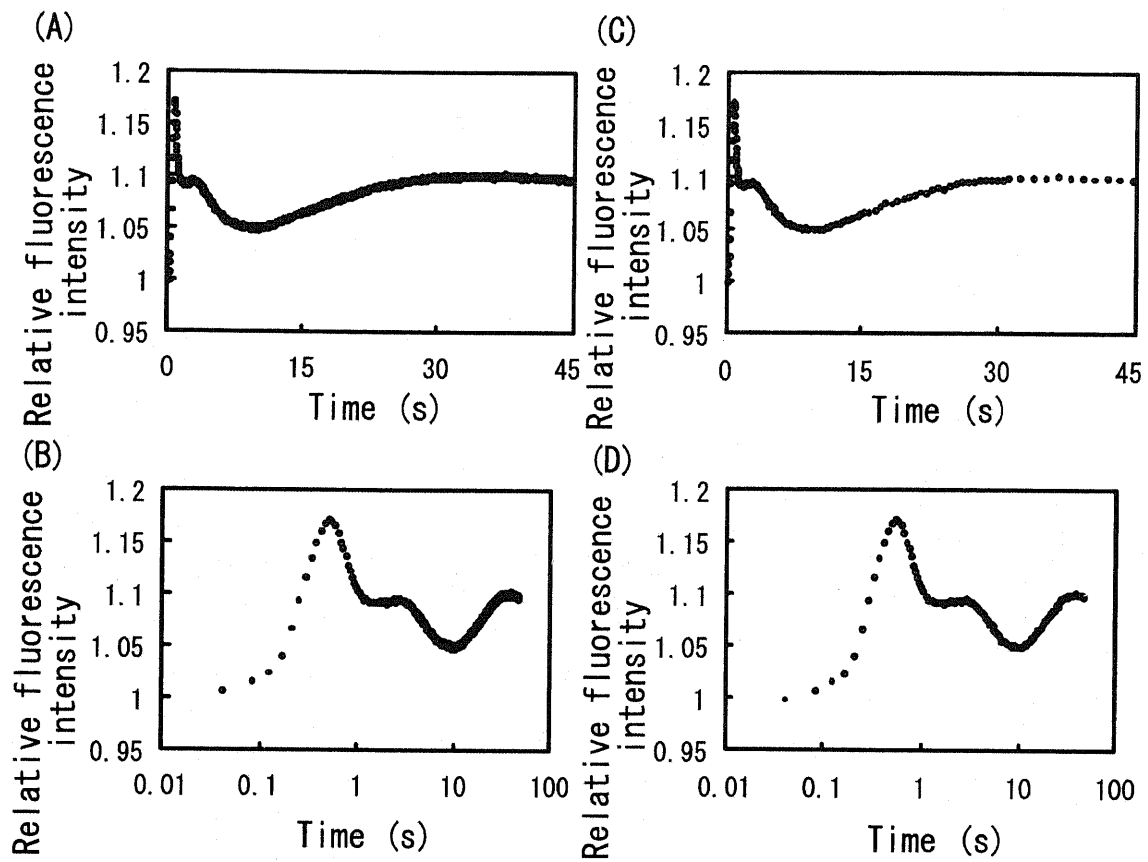 (A)
Relative fluorescence
intensity
1.2
1.15
1.1
1.05
1
0.95
0
15
30
45
Time (s)
(C)
Relative fluorescence
intensity
1.2
1.15
1.1
1.05
1
0.95
0
15
30
45
Time (s)
(B)
Relative fluorescence
intensity
1.2
1.15
1.1
1.05
1
0.95
0.01
0.1
1
10
100
Time (s)
(D)
Relative fluorescence
intensity
1.2
1.15
1.1
1.05
1
0.95
0.01
0.1
1
10
100
Time (s)